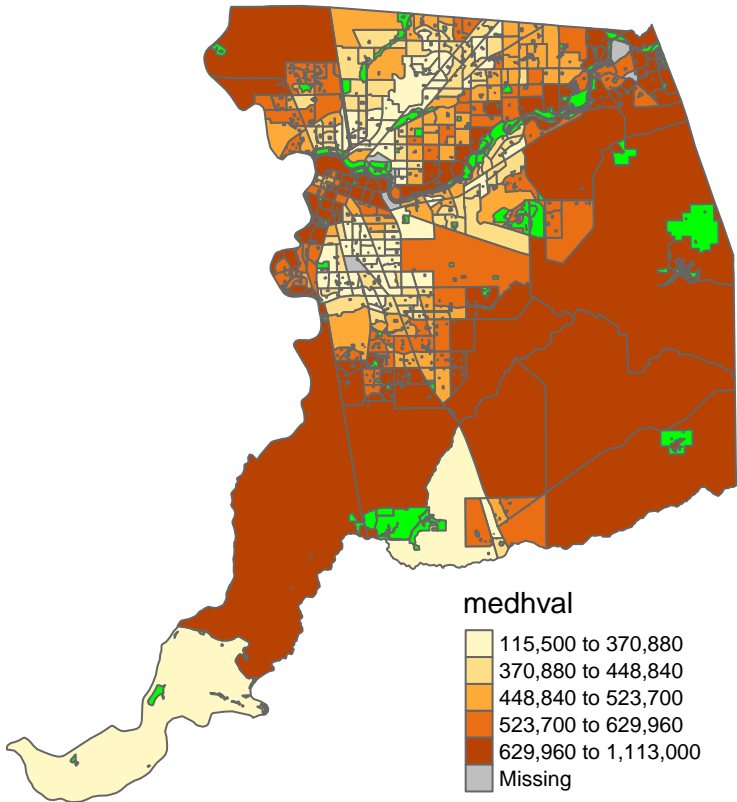 medhval
115,500 to 370,880
370,880 to 448,840
448,840 to 523,700
523,700 to 629,960
629,960 to 1,113,000
Missing